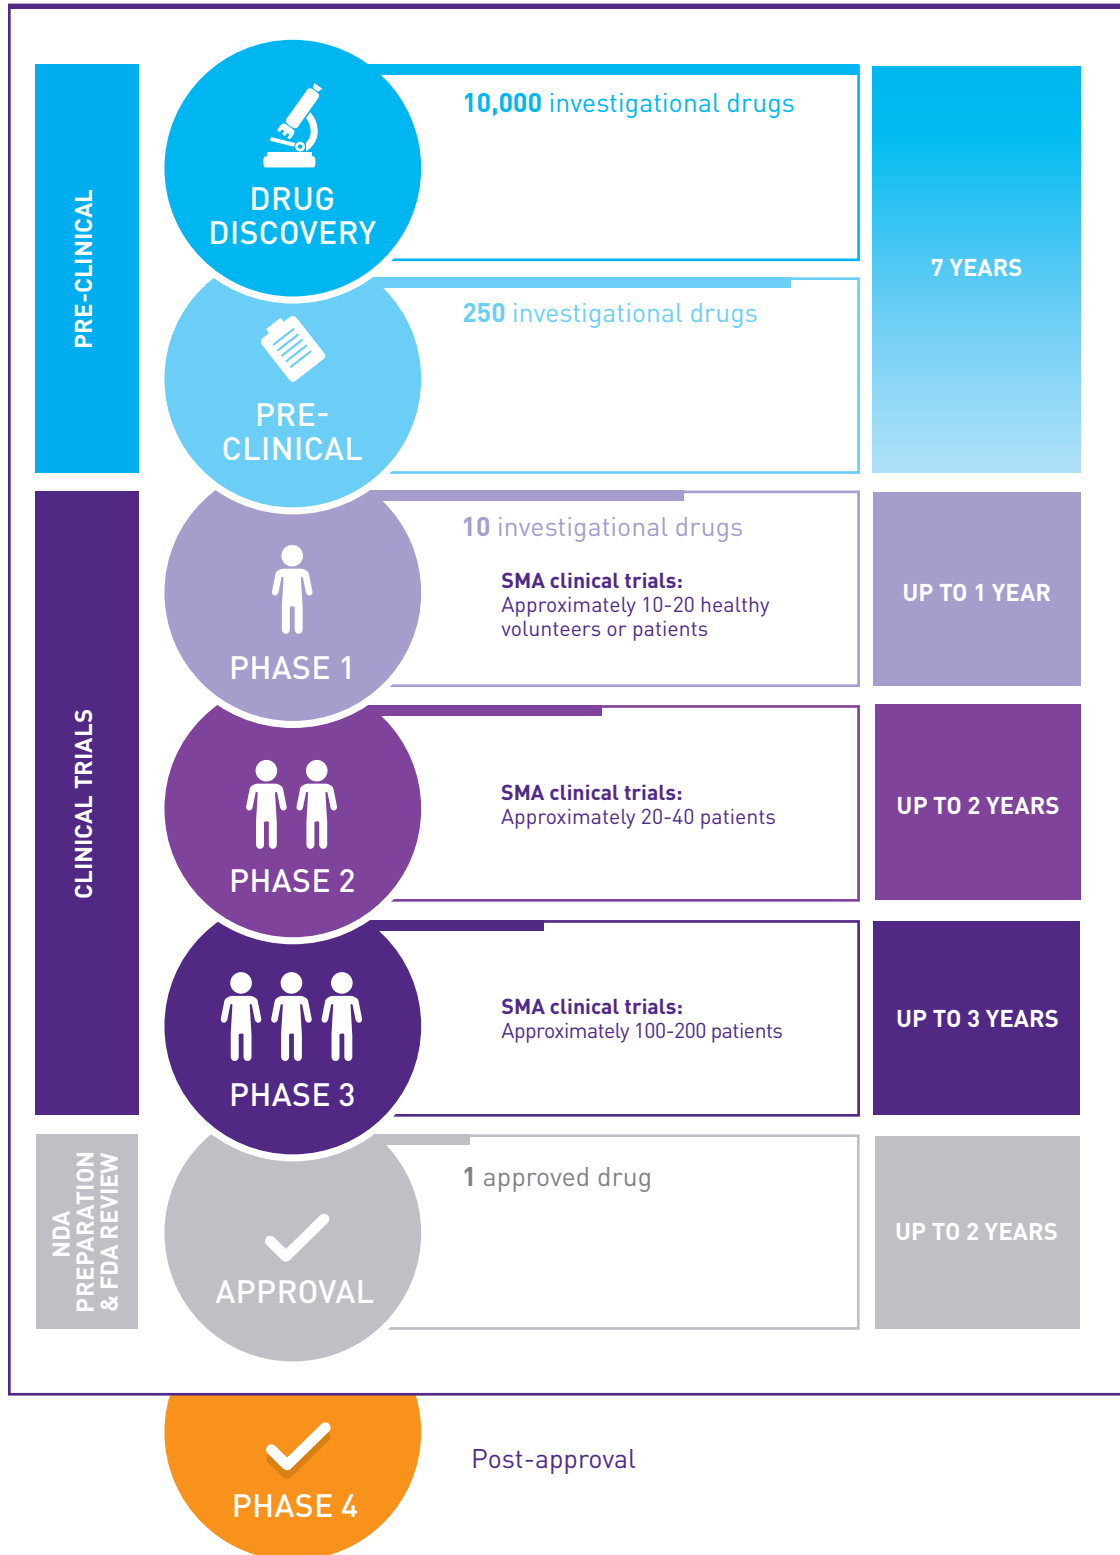 PRE-CLINICAL
DRUG
DISCOVERY
10,000 investigational drugs
7 YEARS
PRE-
CLINICAL
250 investigational drugs
CLINICAL TRIALS
PHASE 1
10 investigational drugs
SMA clinical trials:
Approximately 10-20 healthy
volunteers or patients
UP TO 1 YEAR
PHASE 2
SMA clinical trials:
Approximately 20-40 patients
UP TO 2 YEARS
PHASE 3
SMA clinical trials:
Approximately 100-200 patients
UP TO 3 YEARS
NDA
PREPARATION
& FDA REVIEW
APPROVAL
1 approved drug
UP TO 2 YEARS
PHASE 4
Post-approval